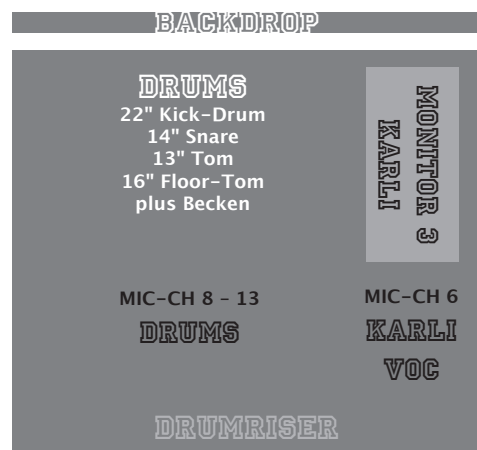 BACKDROP
DRUMS
22" Kick-Drum
14" Snare
13" Tom
16" Floor-Tom
plus Becken
MONITOR 3
KARLI
MIC-CH 8 – 13
DRUMS
MIC-CH 6
KARLI
VOC
DRUMRISER